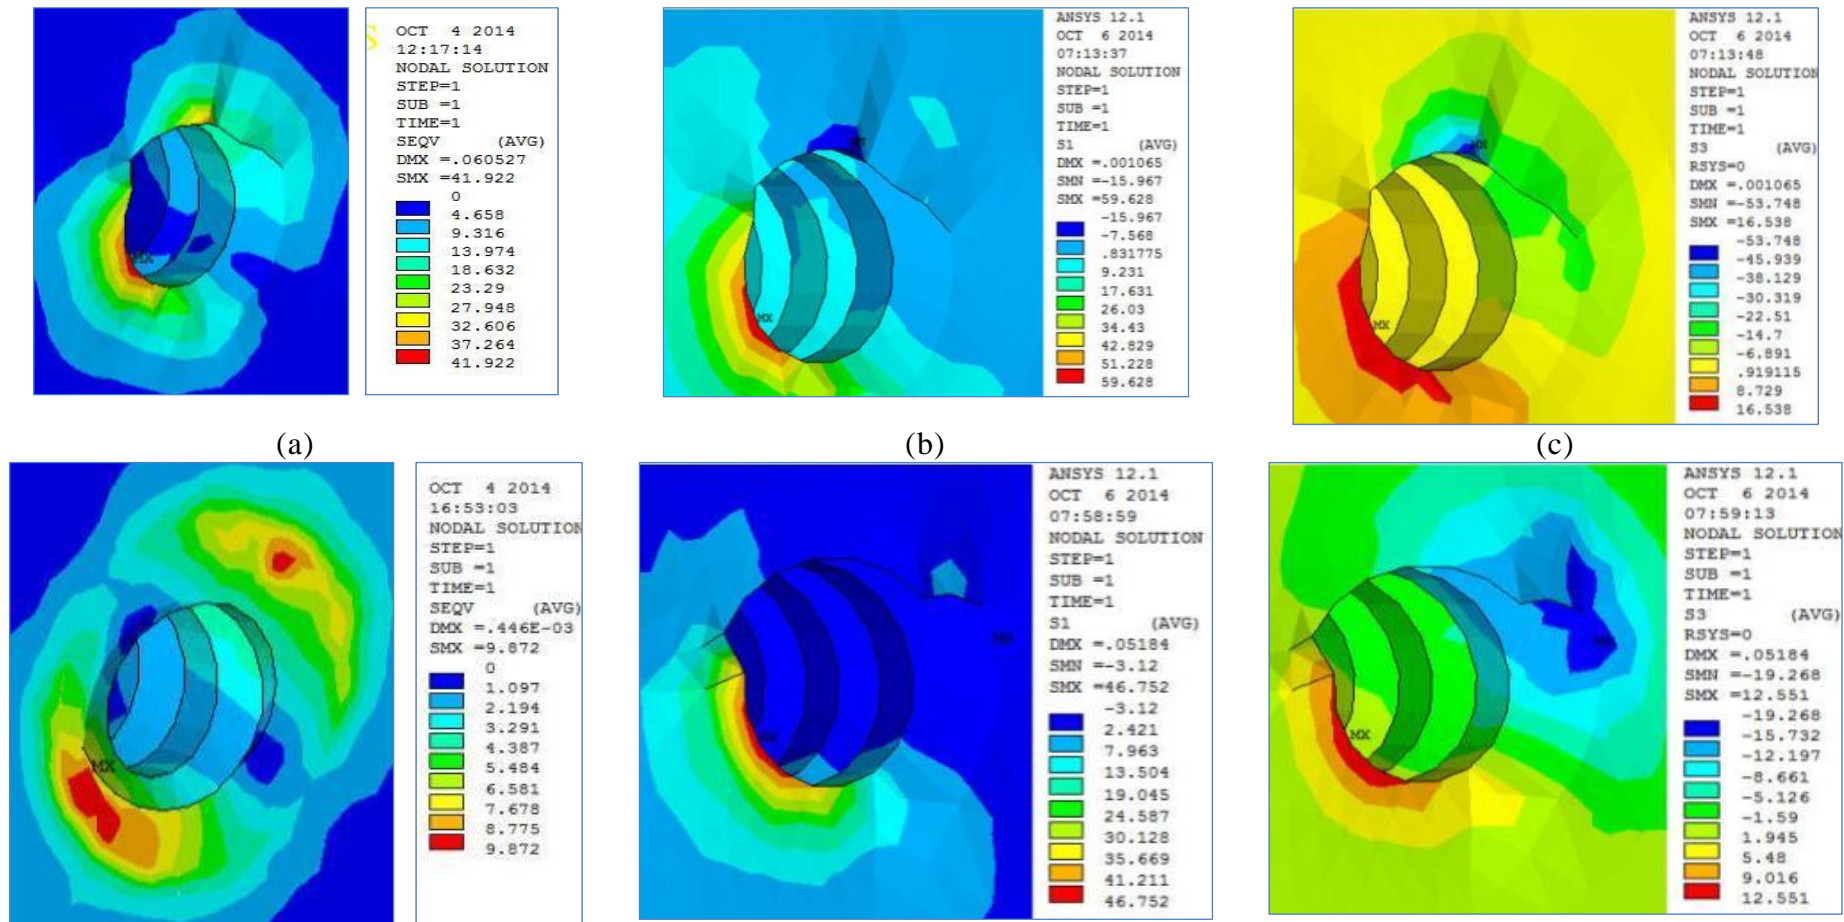 S
OCT 4 2014
12:17:14
NODAL SOLUTION
STEP=1
SUB =1
TIME=1
SEQV (AVG)
DMX =.060527
SMX =41.922
0
4.658
9.316
13.974
18.632
23.29
27.948
32.606
37.264
41.922
MX
(a)
ANSYS 12.1
OCT 6 2014
07:13:37
NODAL SOLUTION
STEP=1
SUB =1
TIME=1
S1 (AVG)
DMX =.001065
SMN =-15.967
SMX =59.628
-15.967
-7.568
.831775
9.231
17.631
26.03
34.43
42.829
51.228
59.628
MN
MX
(b)
ANSYS 12.1
OCT 6 2014
07:13:48
NODAL SOLUTION
STEP=1
SUB =1
TIME=1
S3 (AVG)
RSYS=0
DMX =.001065
SMN =-53.748
SMX =16.538
-53.748
-45.939
-38.129
-30.319
-22.51
-14.7
-6.891
.919115
8.729
16.538
MN
MX
(c)
OCT 4 2014
16:53:03
NODAL SOLUTION
STEP=1
SUB =1
TIME=1
SEQV (AVG)
DMX =.446E-03
SMX =9.872
0
1.097
2.194
3.291
4.387
5.484
6.581
7.678
8.775
9.872
MX
ANSYS 12.1
OCT 6 2014
07:58:59
NODAL SOLUTION
STEP=1
SUB =1
TIME=1
S1 (AVG)
DMX =.05184
SMN =-3.12
SMX =46.752
-3.12
2.421
7.963
13.504
19.045
24.587
30.128
35.669
41.211
46.752
MN
MX
ANSYS 12.1
OCT 6 2014
07:59:13
NODAL SOLUTION
STEP=1
SUB =1
TIME=1
S3 (AVG)
RSYS=0
DMX =.05184
SMN =-19.268
SMX =12.551
-19.268
-15.732
-12.197
-8.661
-5.126
-1.59
1.945
5.48
9.016
12.551
MN
MX